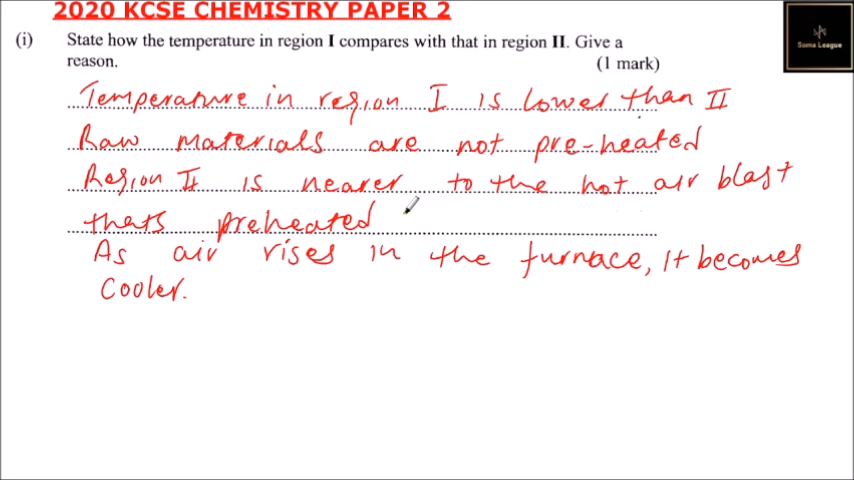 2020 KCSE CHEMISTRY PAPER 2
(i) State how the temperature in region I compares with that in region II. Give a
reason. (1 mark)
Soma League
Temperature in region I is lower than II
Raw materials are not pre-heated
Region II is nearer to the hot air blast
thats preheated
As air rises in the furnace, It becomes
Cooler.